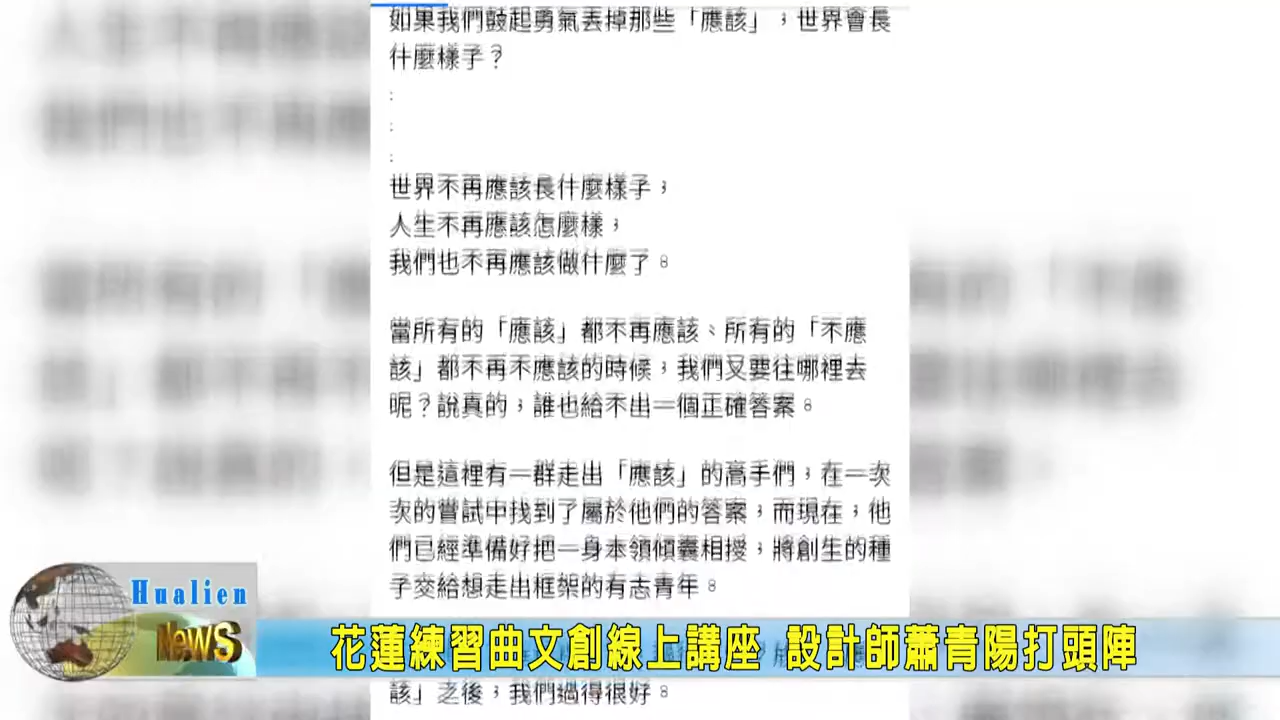 如果我們鼓起勇氣丟掉那些「應該」，世界會長
什麼樣子？
:
:
:
世界不再應該長什麼樣子，
人生不再應該怎麼樣，
我們也不再應該做什麼了。
當所有的「應該」都不再應該、所有的「不應
該」都不再不應該的時候，我們又要往哪裡去
呢？說真的，誰也給不出一個正確答案。
但是這裡有一群走出「應該」的高手們，在一次
次的嘗試中找到了屬於他們的答案，而現在，他
們已經準備好把一身本領傾囊相授，將創生的種
子交給想走出框架的有志青年。
Hualien
NewS
花蓮練習曲文創線上講座 設計師蕭青陽打頭陣
該」之後，我們過得很好。